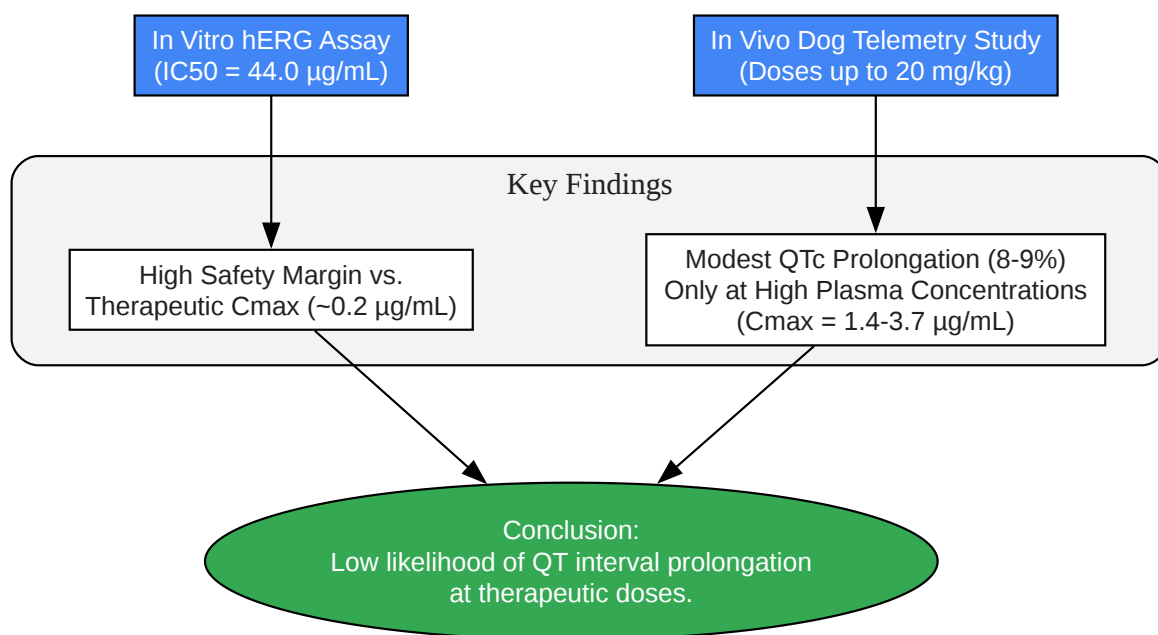 In Vitro hERG Assay
(IC50 = 44.0 µg/mL)
In Vivo Dog Telemetry Study
(Doses up to 20 mg/kg)
Key Findings
High Safety Margin vs.
Therapeutic Cmax (~0.2 µg/mL)
Modest QTc Prolongation (8-9%)
Only at High Plasma Concentrations
(Cmax = 1.4-3.7 µg/mL)
Conclusion:
Low likelihood of QT interval prolongation
at therapeutic doses.